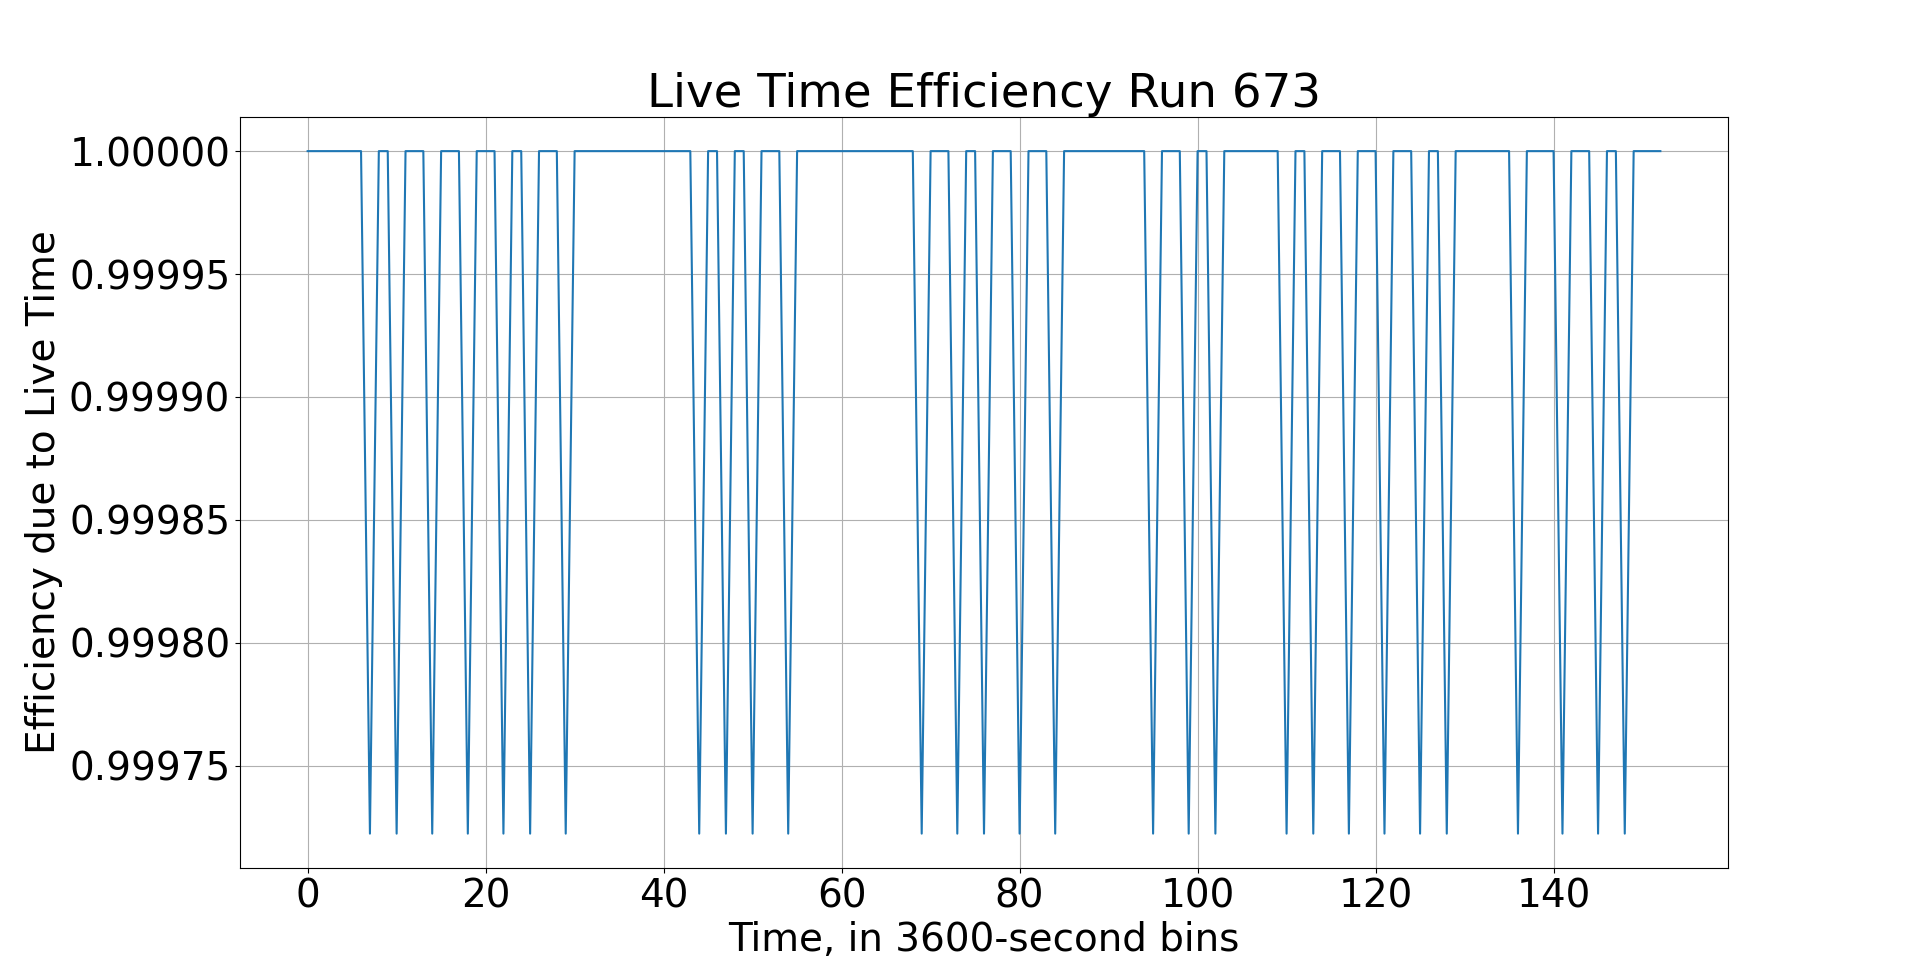 Live Time Efficiency Run 673
1.00000
0.99995
0.99990
0.99985
0.99980
0.99975
Efficiency due to Live Time
0 20 40 60 80 100 120 140
Time, in 3600-second bins